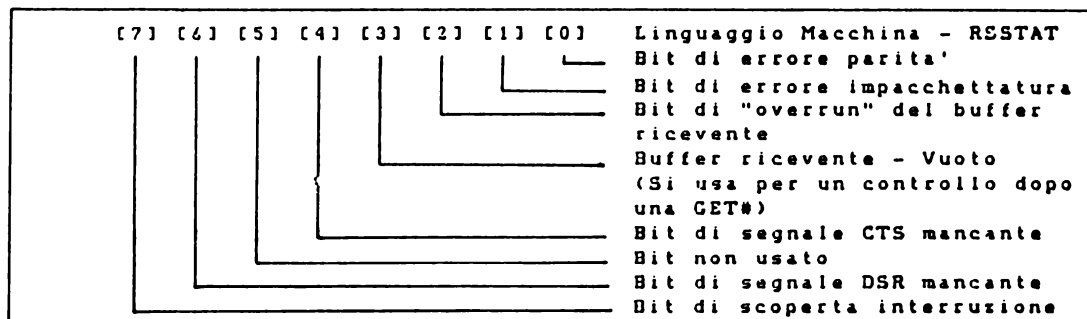 [7] [6] [5] [4] [3] [2] [1] [0] Linguaggio Macchina - RSSTAT
Bit di errore parita'
Bit di errore impacchettatura
Bit di "overrun" del buffer
ricevente
Buffer ricevente - Vuoto
(Si usa per un controllo dopo
una GET#)
Bit di segnale CTS mancante
Bit non usato
Bit di segnale DSR mancante
Bit di scoperta interruzione